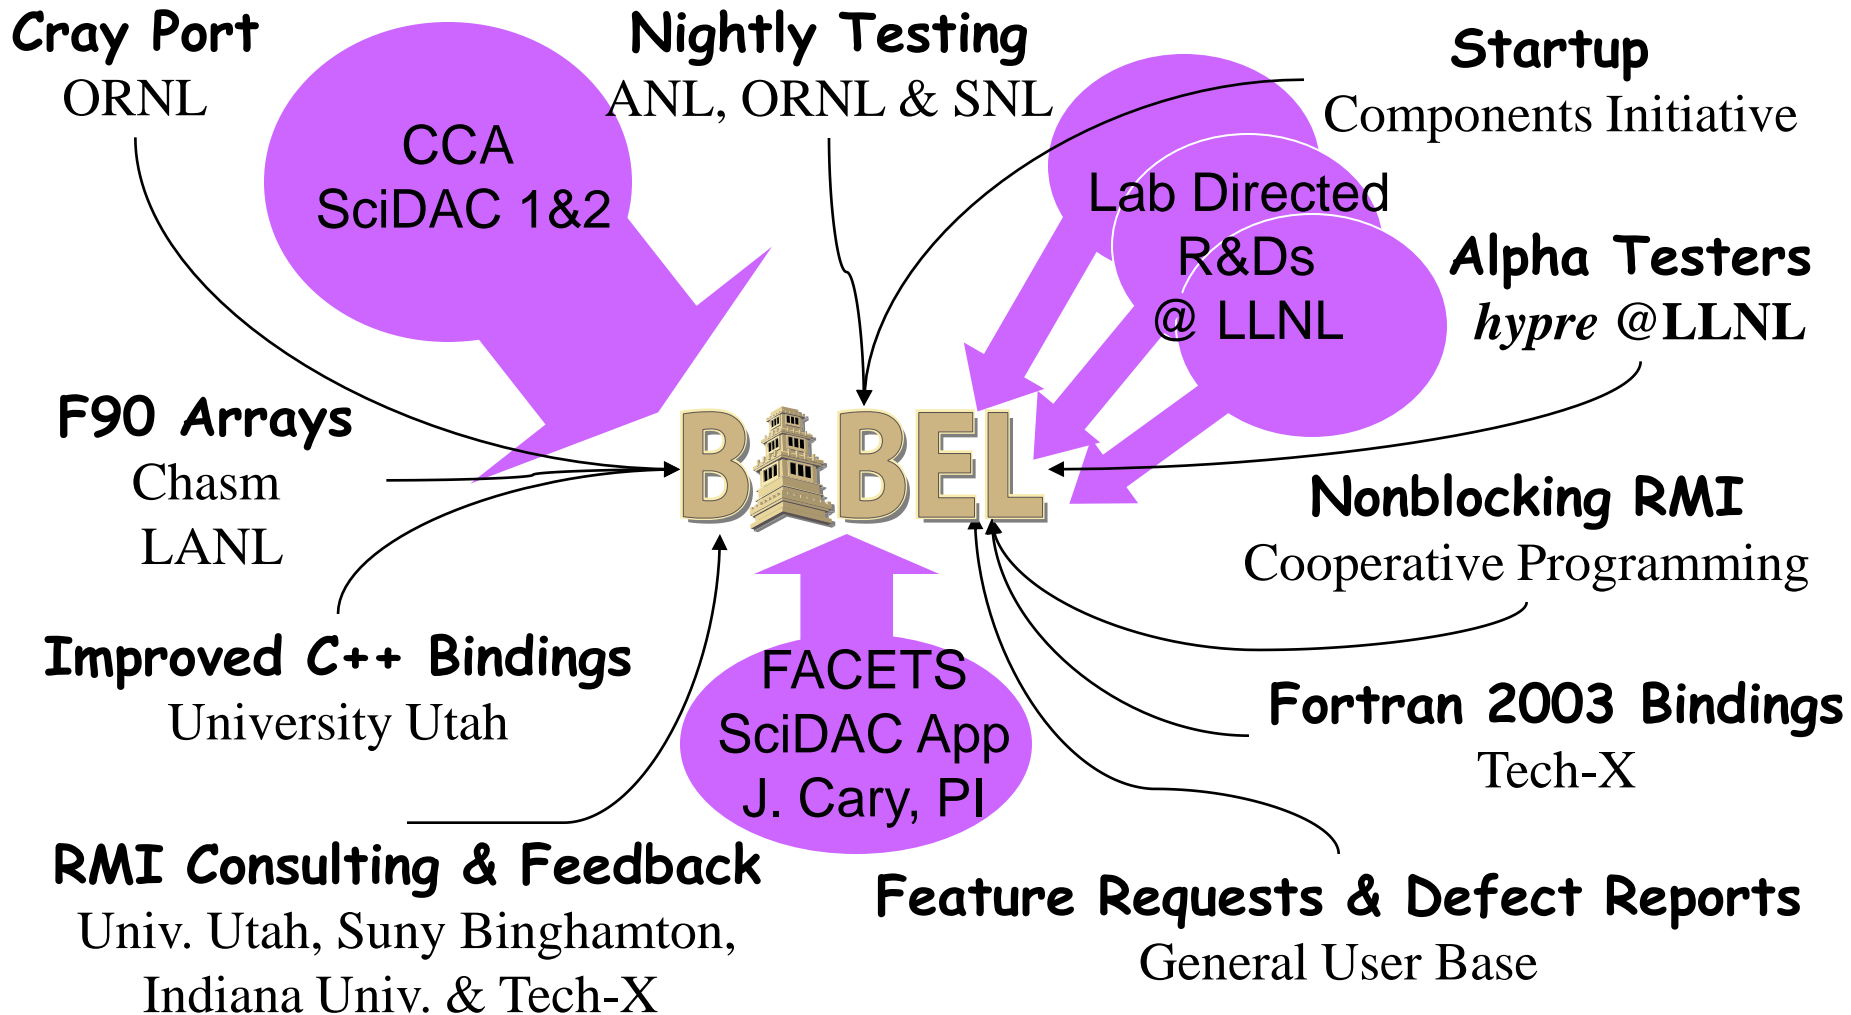 Cray Port
ORNL
CCA
SciDAC 1&2
Nightly Testing
ANL, ORNL & SNL
Startup
Components Initiative
Lab Directed
R&Ds
@ LLNL
Alpha Testers
hypre @LLNL
F90 Arrays
Chasm
LANL
BABEL
Nonblocking RMI
Cooperative Programming
Improved C++ Bindings
University Utah
FACETS
SciDAC App
J. Cary, PI
Fortran 2003 Bindings
Tech-X
RMI Consulting & Feedback
Univ. Utah, Suny Binghamton,
Indiana Univ. & Tech-X
Feature Requests & Defect Reports
General User Base